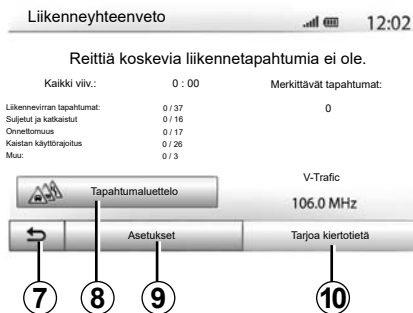 Liikenneyhteenveto 12:02
Reittiä koskevia liikennetapahtumia ei ole.
Kaikki viiv.: 0 : 00 Merkittävät tapahtumat:
Liikennevirran tapahtumat: 0 / 37 0
Suljetut ja katkaistut 0 / 16
Onnettomuus 0 / 17
Kaistan käyttörajoitus 0 / 26
Muu: 0 / 3
V-Trafic
Tapahtumaluettelo 106.0 MHz
Asetukset Tarjoa kiertotietä
7 8 9 10